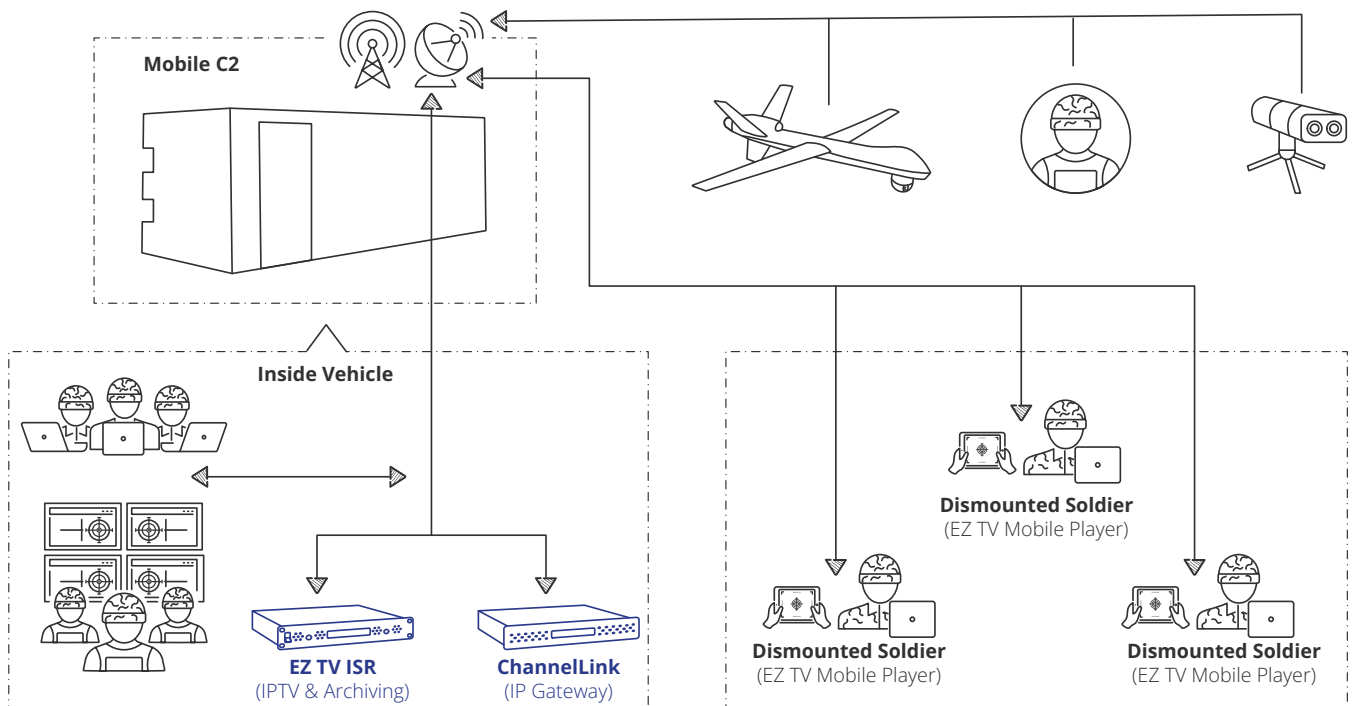 Mobile C2
Inside Vehicle
Dismounted Soldier
(EZ TV Mobile Player)
EZ TV ISR
(IPTV & Archiving)
ChannelLink
(IP Gateway)
Dismounted Soldier
(EZ TV Mobile Player)
Dismounted Soldier
(EZ TV Mobile Player)